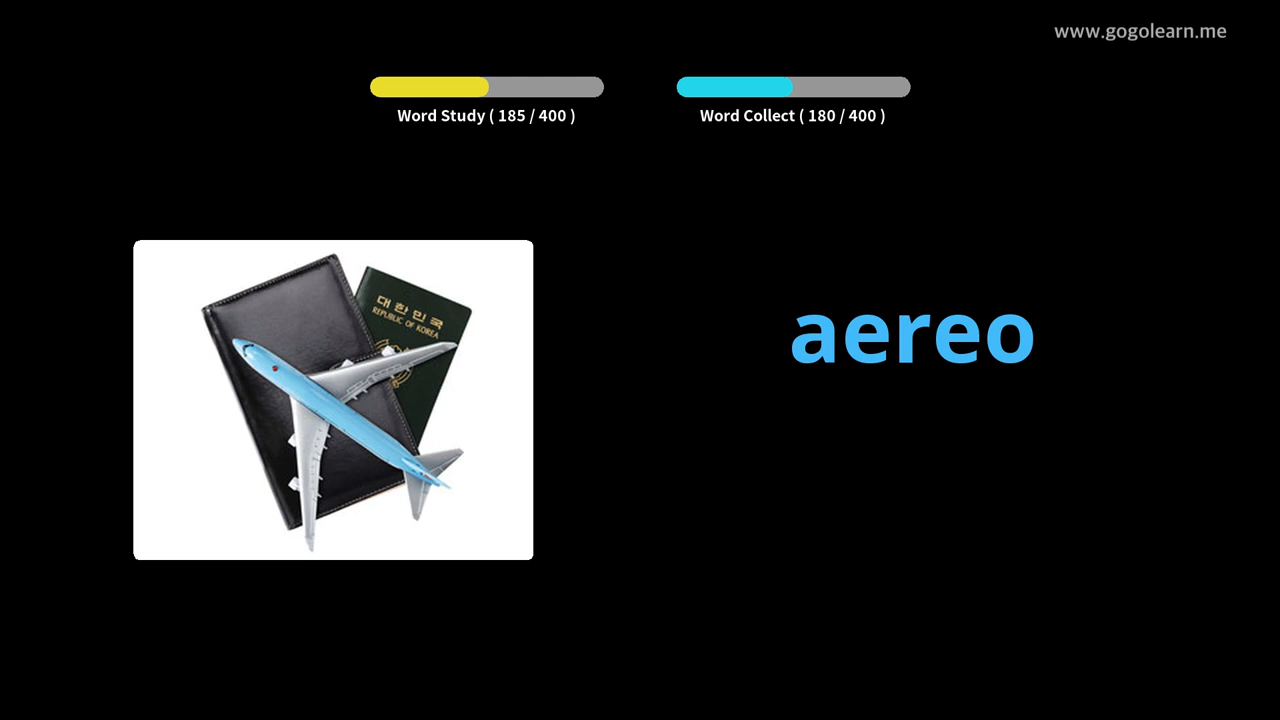 www.gogolearn.me
Word Study ( 185 / 400 )
Word Collect ( 180 / 400 )
대한민국
REPUBLIC OF KOREA
aereo